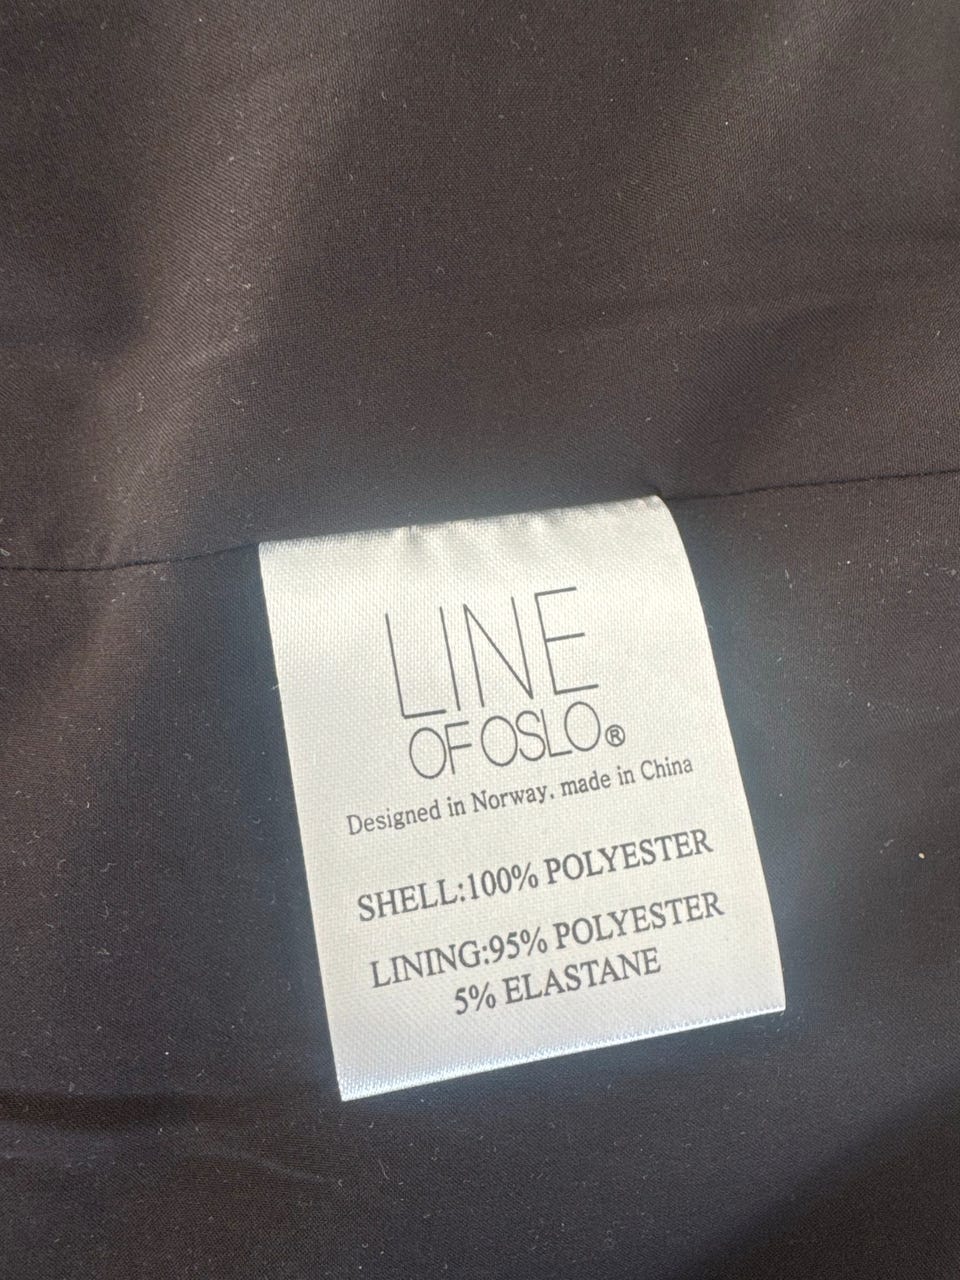 LINE
OF OSLO®
Designed in Norway. made in China
SHELL:100% POLYESTER
LINING:95% POLYESTER
5% ELASTANE